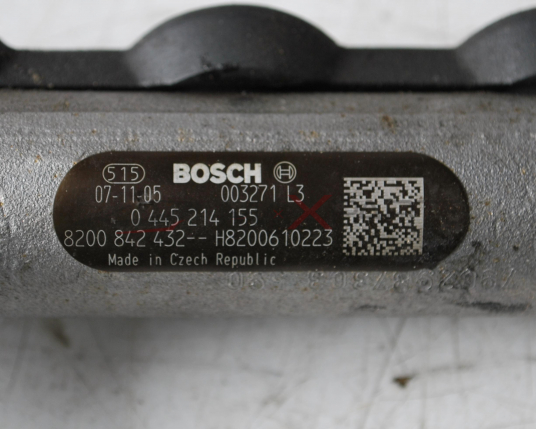 515 BOSCH
07-11-05 003271 L3
0 445 214 155
8200 842 432-- H8200610223
Made in Czech Republic